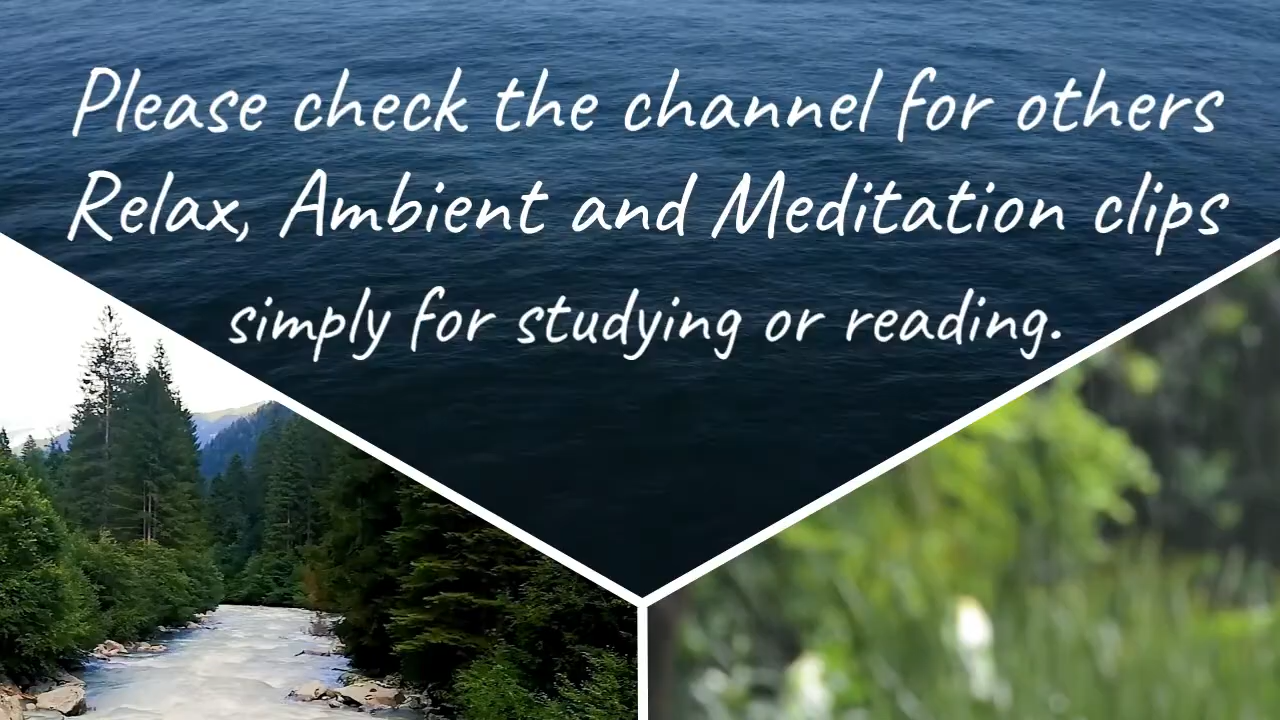 Please check the channel for others
Relax, Ambient and Meditation clips
simply for studying or reading.